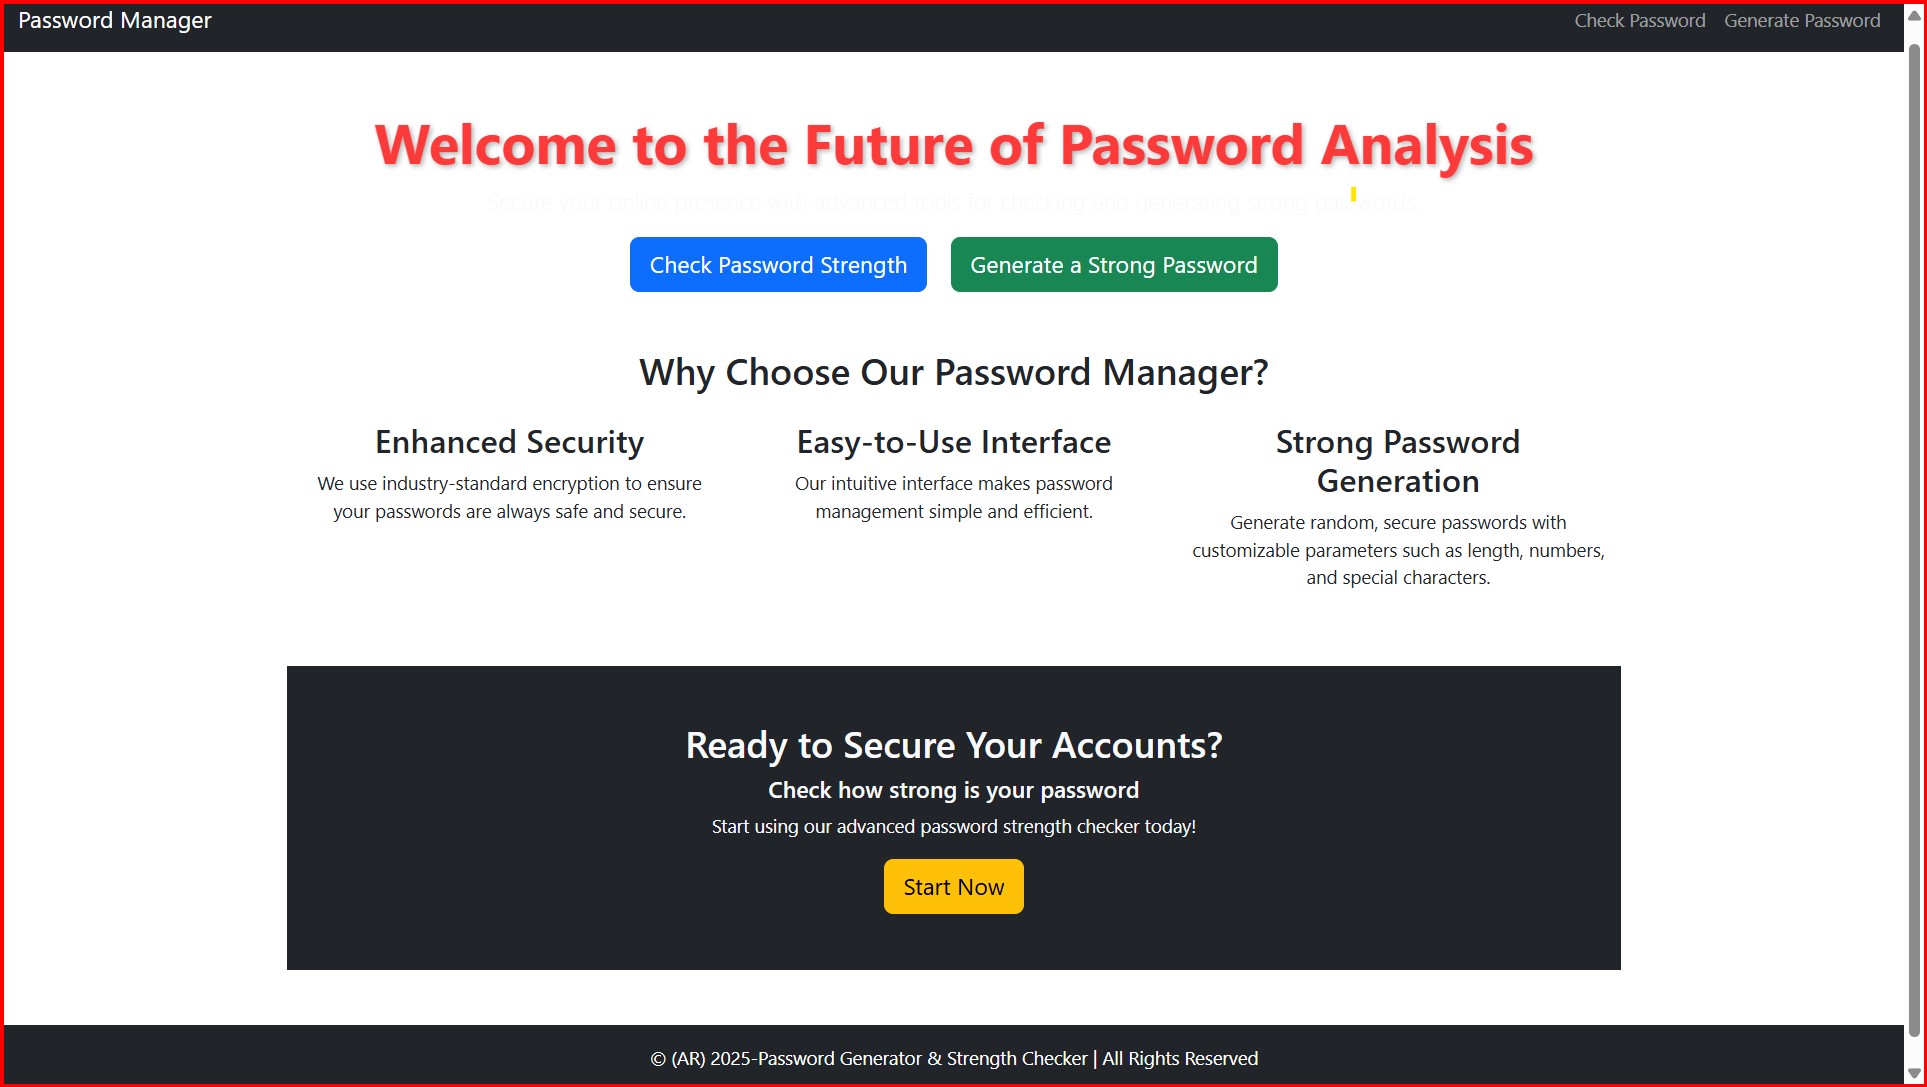 Password Manager
Check Password
Generate Password
Welcome to the Future of Password Analysis
Secure your online presence with advanced tools for checking and generating strong passwords.
Check Password Strength
Generate a Strong Password
Why Choose Our Password Manager?
Enhanced Security
We use industry-standard encryption to ensure
your passwords are always safe and secure.
Easy-to-Use Interface
Our intuitive interface makes password
management simple and efficient.
Strong Password
Generation
Generate random, secure passwords with
customizable parameters such as length, numbers,
and special characters.
Ready to Secure Your Accounts?
Check how strong is your password
Start using our advanced password strength checker today!
Start Now
© (AR) 2025-Password Generator & Strength Checker | All Rights Reserved